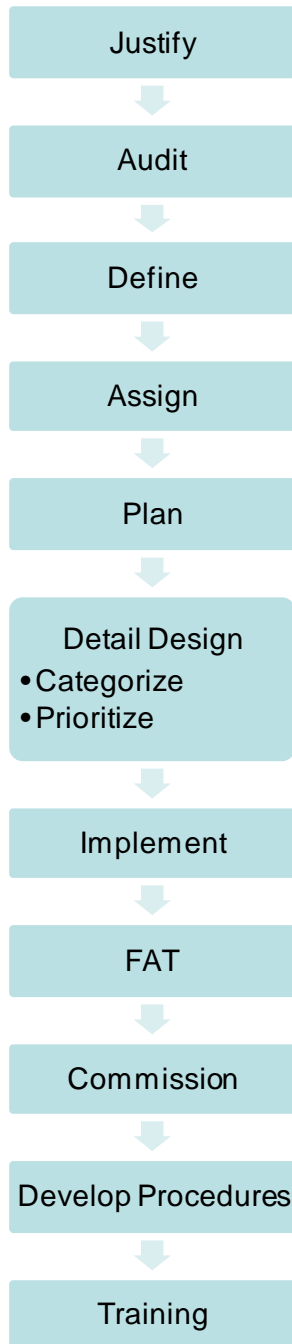 Justify
Audit
Define
Assign
Plan
Detail Design
•Categorize
•Prioritize
Implement
FAT
Commission
Develop Procedures
Training